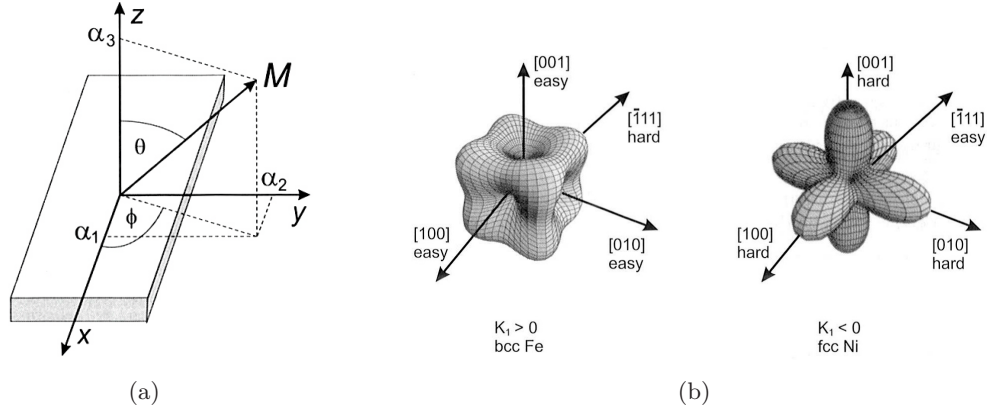 z
α3
M
θ
α2
y
ϕ
α1
x
(a)
[001]
easy
[1̄11]
hard
[100]
easy
[010]
easy
K1 > 0
bcc Fe
[001]
hard
[1̄11]
easy
[100]
hard
[010]
hard
K1 < 0
fcc Ni
(b)